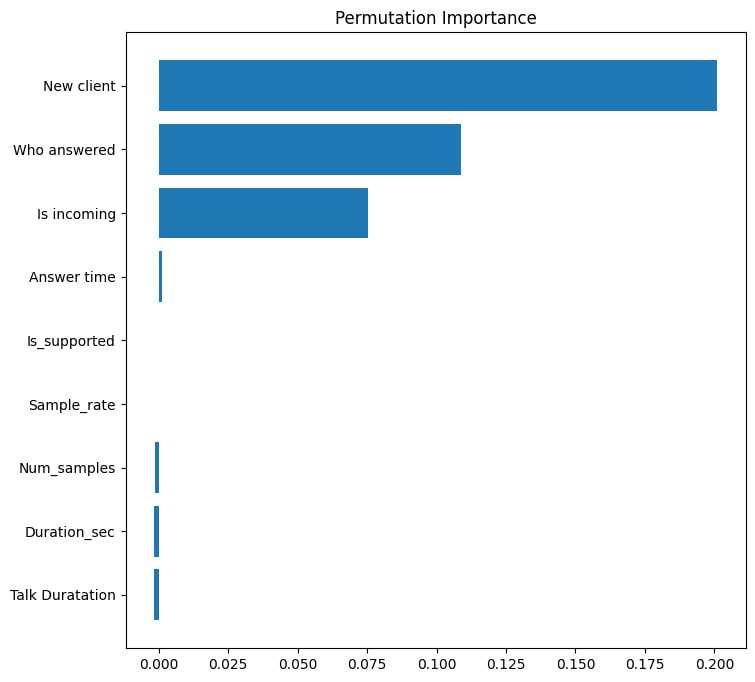 Permutation Importance
New client
Who answered
Is incoming
Answer time
Is_supported
Sample_rate
Num_samples
Duration_sec
Talk Duratation
0.000 0.025 0.050 0.075 0.100 0.125 0.150 0.175 0.200